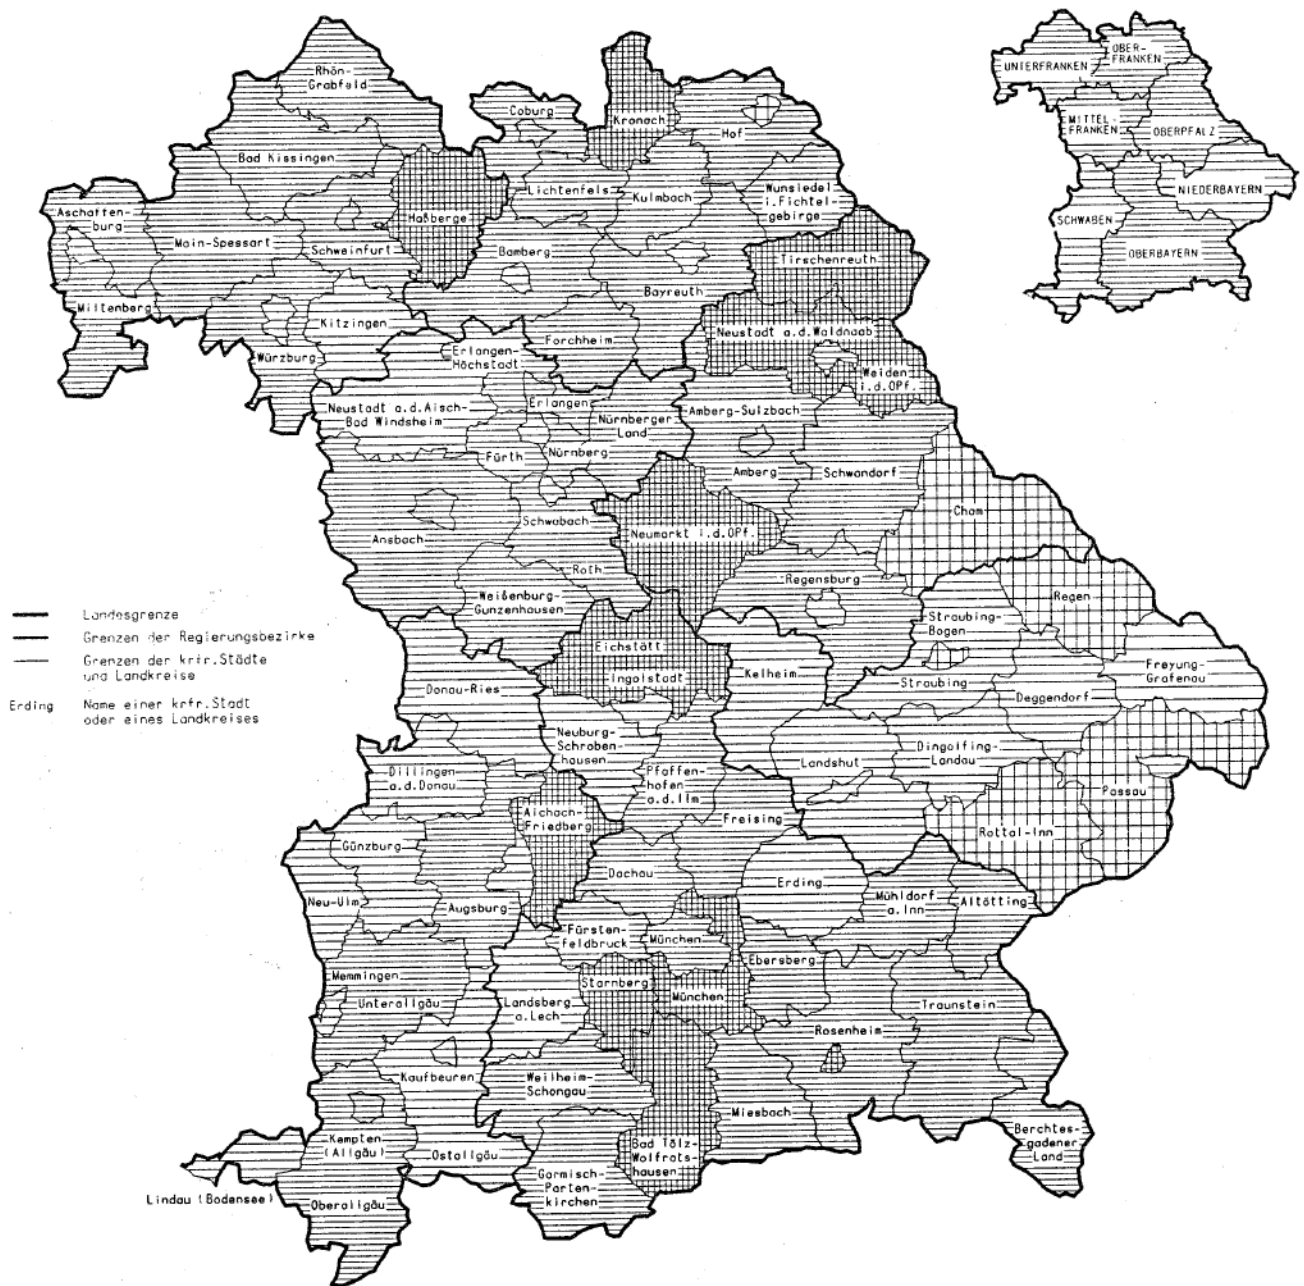 Rhön-
Grabfeld
Coburg
Kronach
Hof
Bad Kissingen
Lichtenfels
Kulmbach
Wunsiedel
i.Fichtel-
gebirge
Aschaffen-
burg
Haßberge
Main-Spessart
Schweinfurt
Bamberg
Tirschenreuth
Bayreuth
Miltenberg
Kitzingen
Forchheim
Neustadt a.d.Waldnaab
Würzburg
Erlangen-
Höchstadt
Weiden
i.d.OPf.
Neustadt a.d.Aisch-
Bad Windsheim
Erlangen
Nürnberger
Land
Amberg-Sulzbach
Fürth
Nürnberg
Amberg
Schwandorf
Cham
Schwabach
Ansbach
Neumarkt i.d.OPf.
Roth
Regensburg
Weißenburg-
Gunzenhausen
Regen
Straubing-
Bogen
Eichstätt
Ingolstadt
Kelheim
Freyung-
Grafenau
Donau-Ries
Straubing
Deggendorf
Neuburg-
Schroben-
hausen
Dingolfing-
Landau
Landshut
Dillingen
a.d.Donau
Pfaffen-
hofen
a.d.Ilm
Passau
Aichach-
Friedberg
Freising
Rottal-Inn
Günzburg
Dachau
Erding
Mühldorf
a.Inn
Altötting
Neu-Ulm
Augsburg
Fürsten-
feldbruck
München
Ebersberg
Memmingen
Starnberg
Unterallgäu
Landsberg
a.Lech
München
Traunstein
Rosenheim
Kaufbeuren
Weilheim-
Schongau
Miesbach
Kempten
(Allgäu)
Ostallgäu
Bad Tölz-
Wolfrats-
hausen
Berchtes-
gadener
Land
Lindau (Bodensee)
Oberallgäu
Garmisch-
Parten-
kirchen
UNTERFRANKEN
OBER-
FRANKEN
MITTEL-
FRANKEN
OBERPFALZ
NIEDERBAYERN
SCHWABEN
OBERBAYERN
Landesgrenze
Grenzen der Regierungsbezirke
Grenzen der krfr.Städte
und Landkreise
Erding Name einer krfr.Stadt
oder eines Landkreises